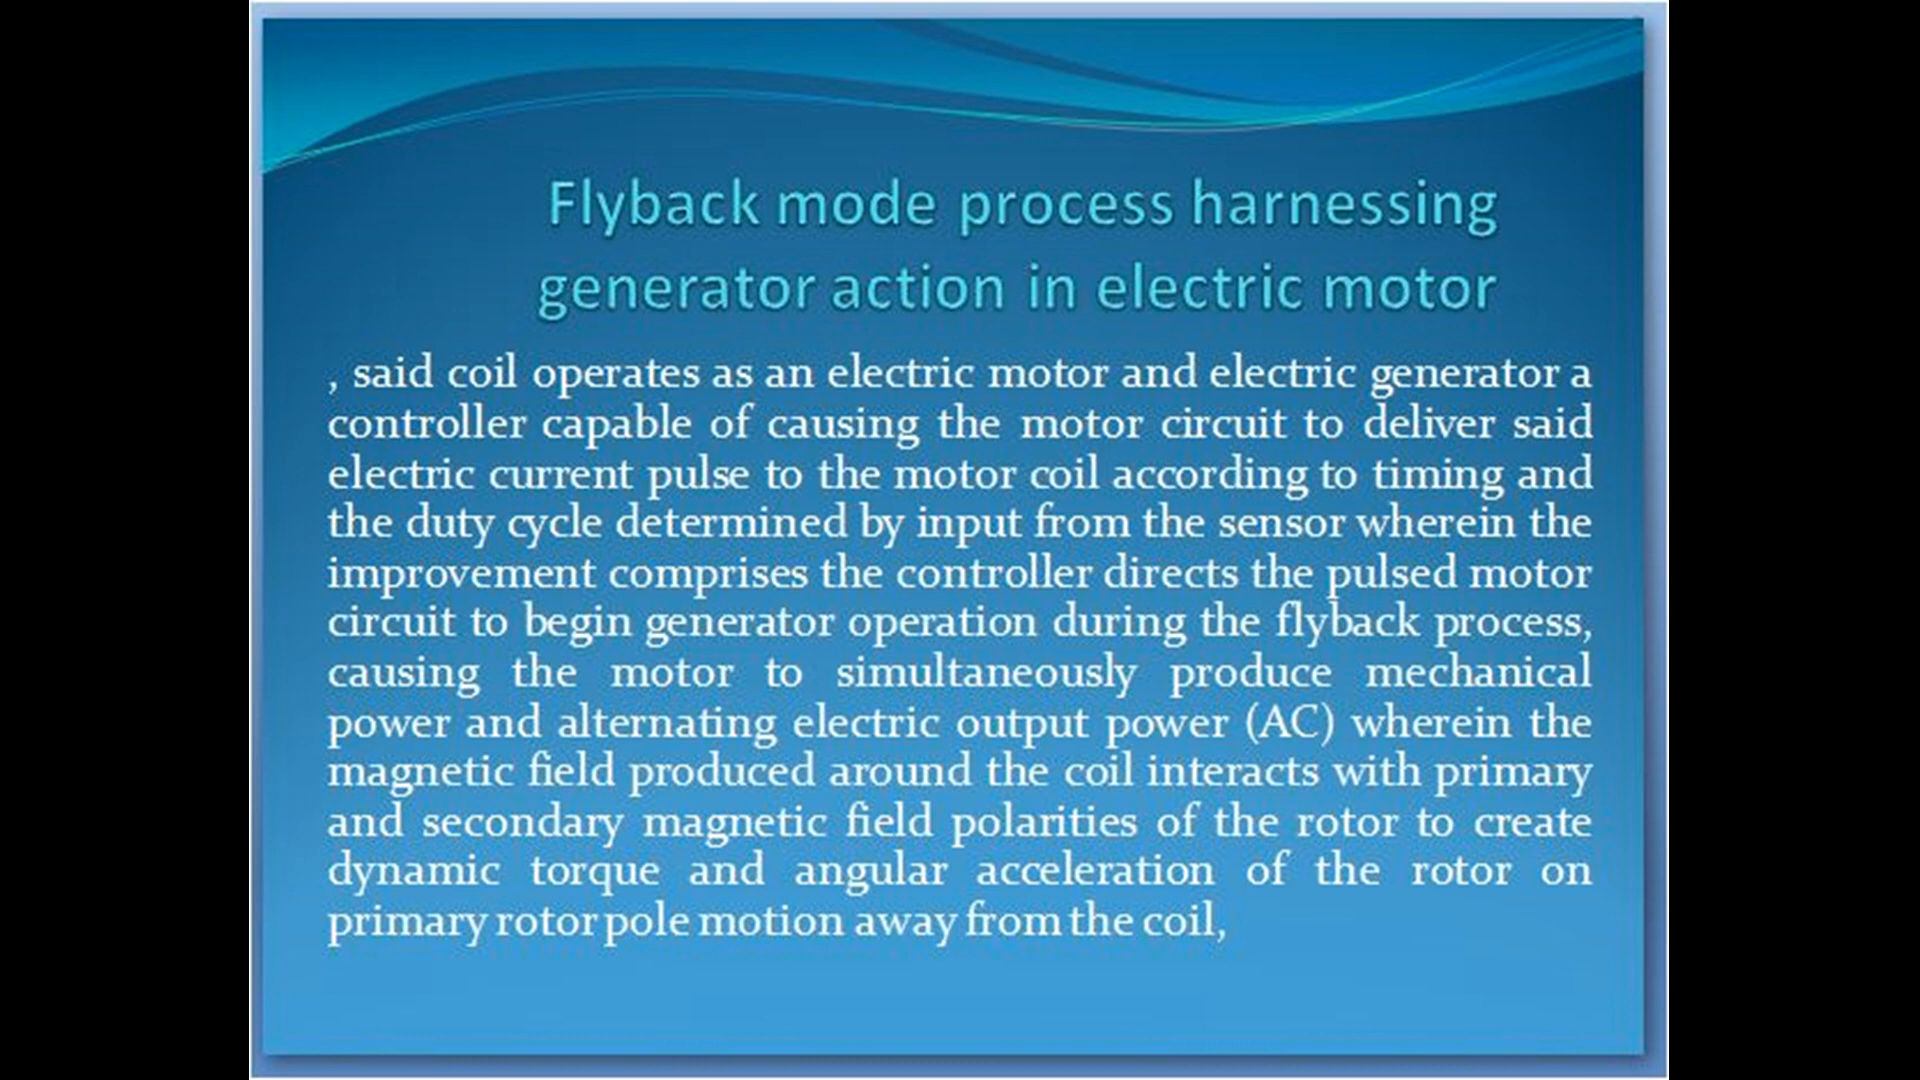 Flyback mode process harnessing
generator action in electric motor
, said coil operates as an electric motor and electric generator a
controller capable of causing the motor circuit to deliver said
electric current pulse to the motor coil according to timing and
the duty cycle determined by input from the sensor wherein the
improvement comprises the controller directs the pulsed motor
circuit to begin generator operation during the flyback process,
causing the motor to simultaneously produce mechanical
power and alternating electric output power (AC) wherein the
magnetic field produced around the coil interacts with primary
and secondary magnetic field polarities of the rotor to create
dynamic torque and angular acceleration of the rotor on
primary rotor pole motion away from the coil,